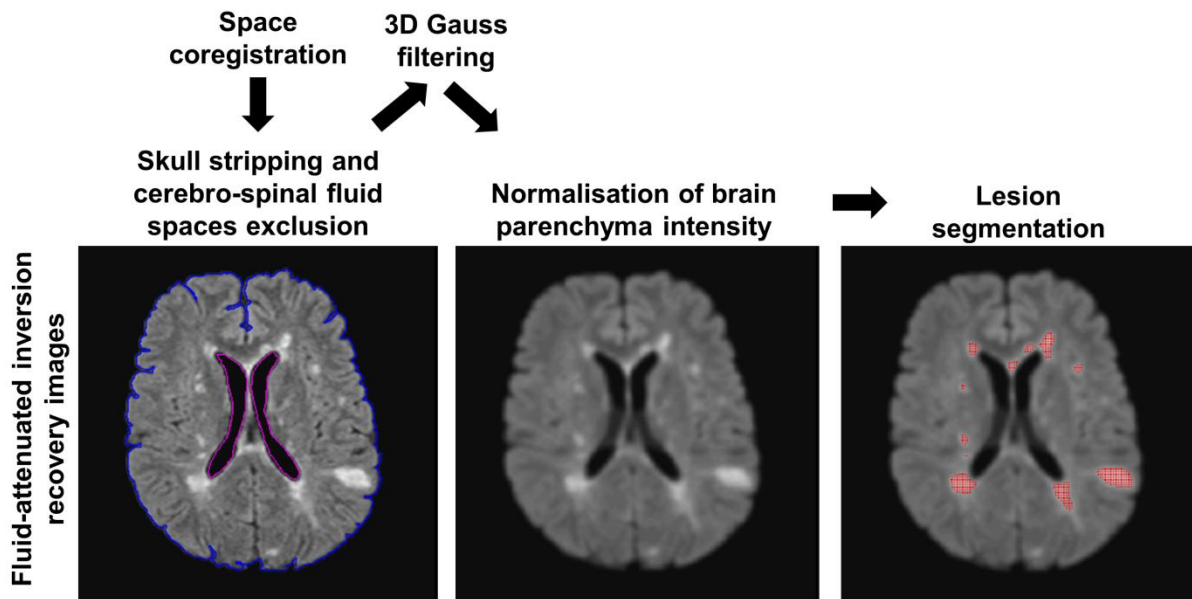 Space
coregistration
3D Gauss
filtering
Skull stripping and
cerebro-spinal fluid
spaces exclusion
Normalisation of brain
parenchyma intensity
Lesion
segmentation
Fluid-attenuated inversion
recovery images